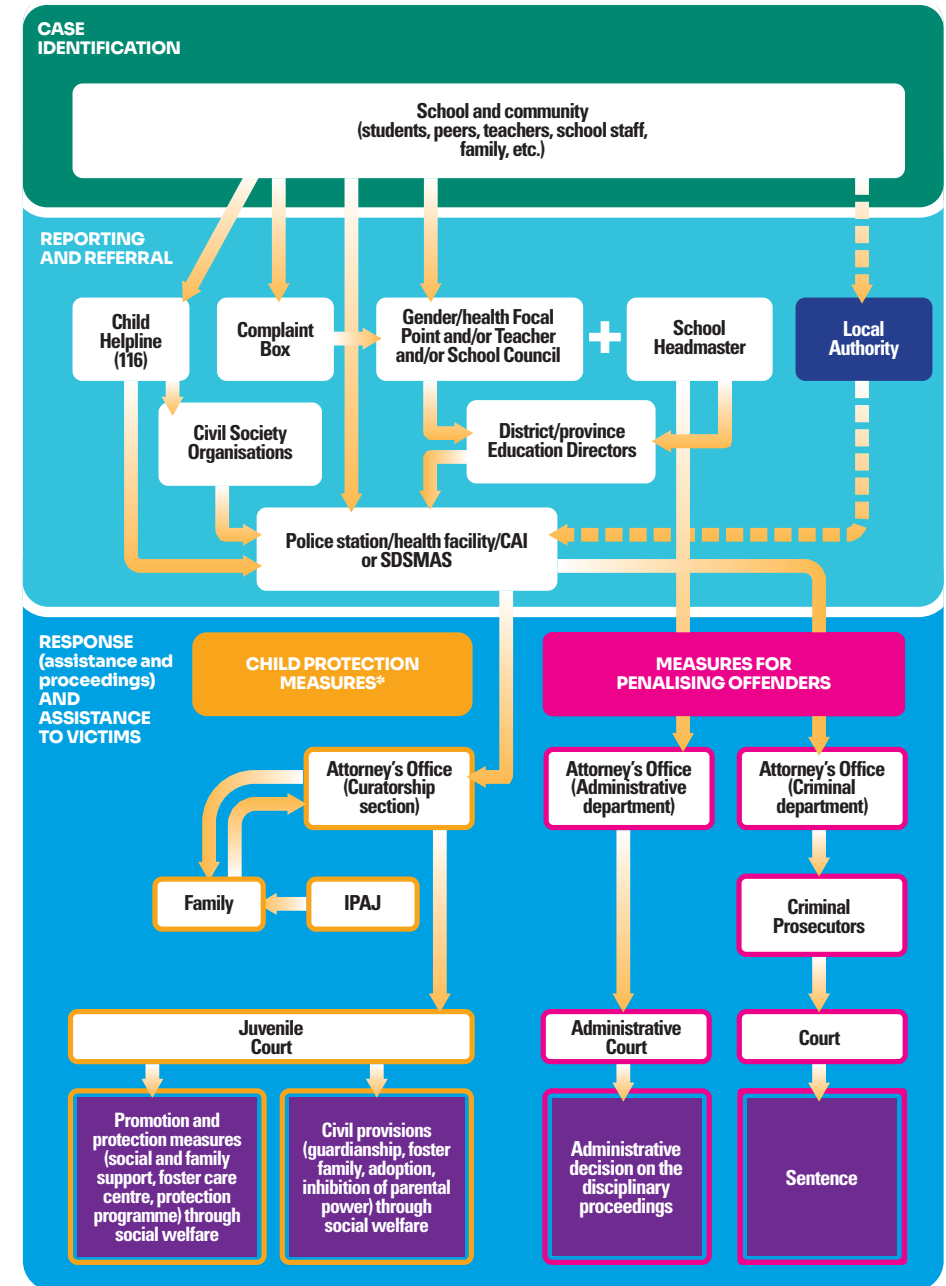 CASE
IDENTIFICATION
School and community
(students, peers, teachers, school staff,
family, etc.)
REPORTING
AND REFERRAL
Child
Helpline
(116)
Complaint
Box
Gender/health Focal
Point and/or Teacher
and/or School Council
+
School
Headmaster
Local
Authority
Civil Society
Organisations
District/province
Education Directors
Police station/health facility/CAI
or SDSMAS
RESPONSE
(assistance and
proceedings)
AND
ASSISTANCE
TO VICTIMS
CHILD PROTECTION
MEASURES*
MEASURES FOR
PENALISING OFFENDERS
Attorney's Office
(Curatorship
section)
Attorney's Office
(Administrative
department)
Attorney's Office
(Criminal
department)
Family
IPAJ
Criminal
Prosecutors
Juvenile
Court
Administrative
Court
Court
Promotion and
protection measures
(social and family
support, foster care
centre, protection
programme) through
social welfare
Civil provisions
(guardianship, foster
family, adoption,
inhibition of parental
power) through
social welfare
Administrative
decision on the
disciplinary
proceedings
Sentence